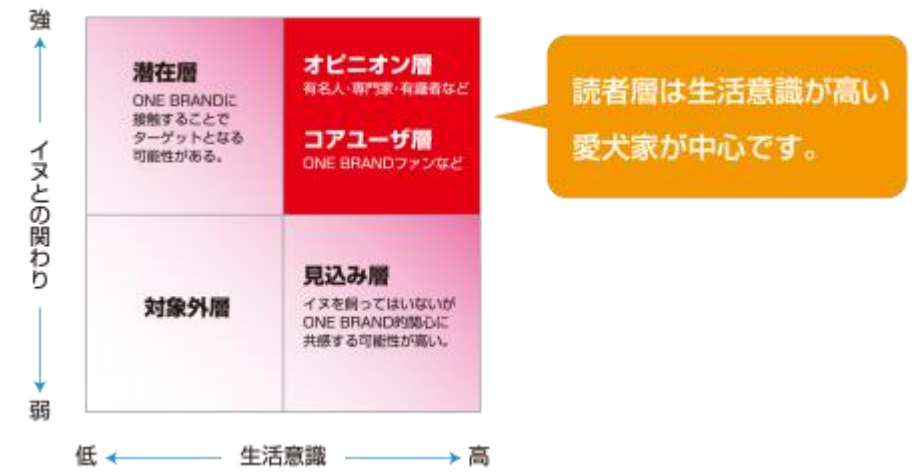 強
イヌとの関わり
弱
潜在層
ONE BRANDに
接触することで
ターゲットとなる
可能性がある。
オピニオン層
有名人・専門家・有識者など
コアユーザ層
ONE BRANDファンなど
対象外層
見込み層
イヌを飼ってはいないが
ONE BRAND的関心に
共感する可能性が高い。
低
生活意識
高
読者層は生活意識が高い
愛犬家が中心です。